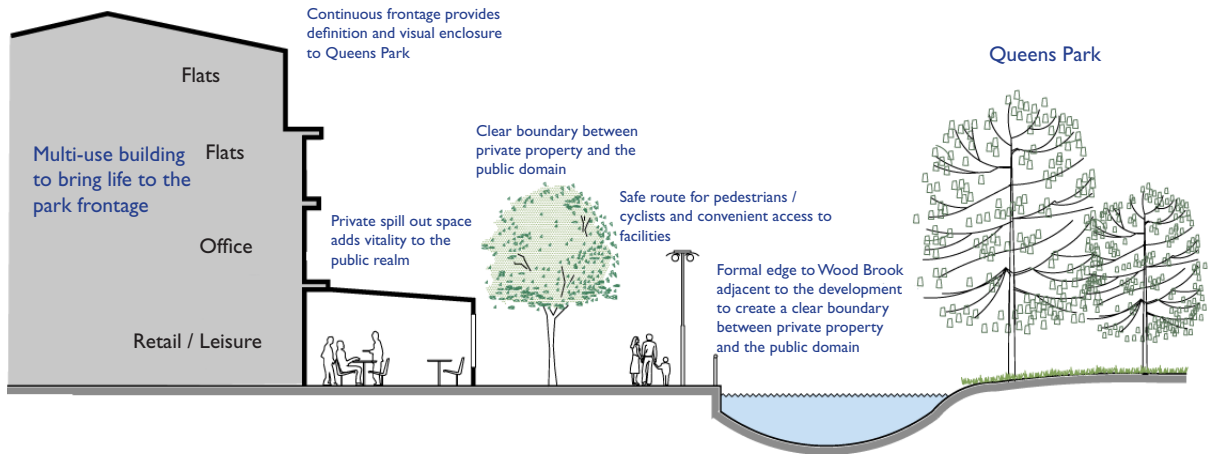 Continuous frontage provides
definition and visual enclosure
to Queens Park
Queens Park
Flats
Flats
Multi-use building
to bring life to the
park frontage
Office
Retail / Leisure
Private spill out space
adds vitality to the
public realm
Clear boundary between
private property and the
public domain
Safe route for pedestrians /
cyclists and convenient access to
facilities
Formal edge to Wood Brook
adjacent to the development
to create a clear boundary
between private property
and the public domain